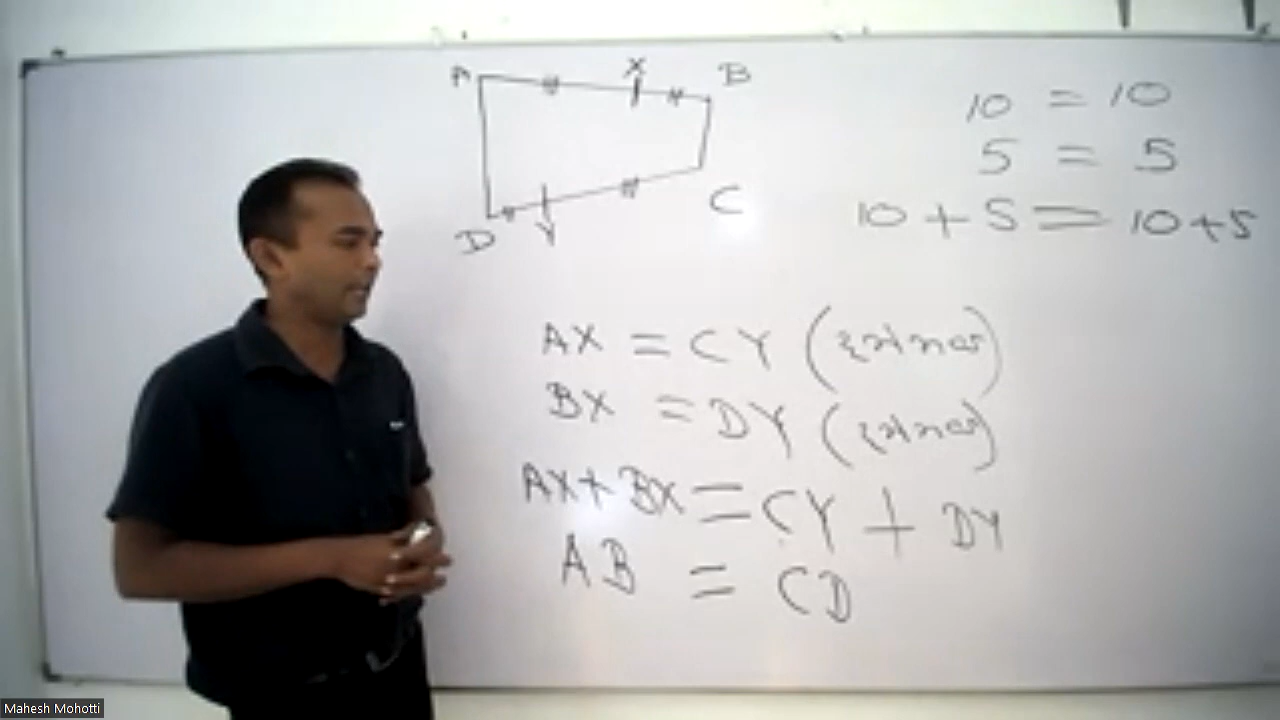 A X B
D Y C
10 = 10
5 = 5
10 + 5 = 10 + 5
AX = CY (දත්තය)
BX = DY (දත්තය)
AX + BX = CY + DY
AB = CD
Mahesh Mohotti